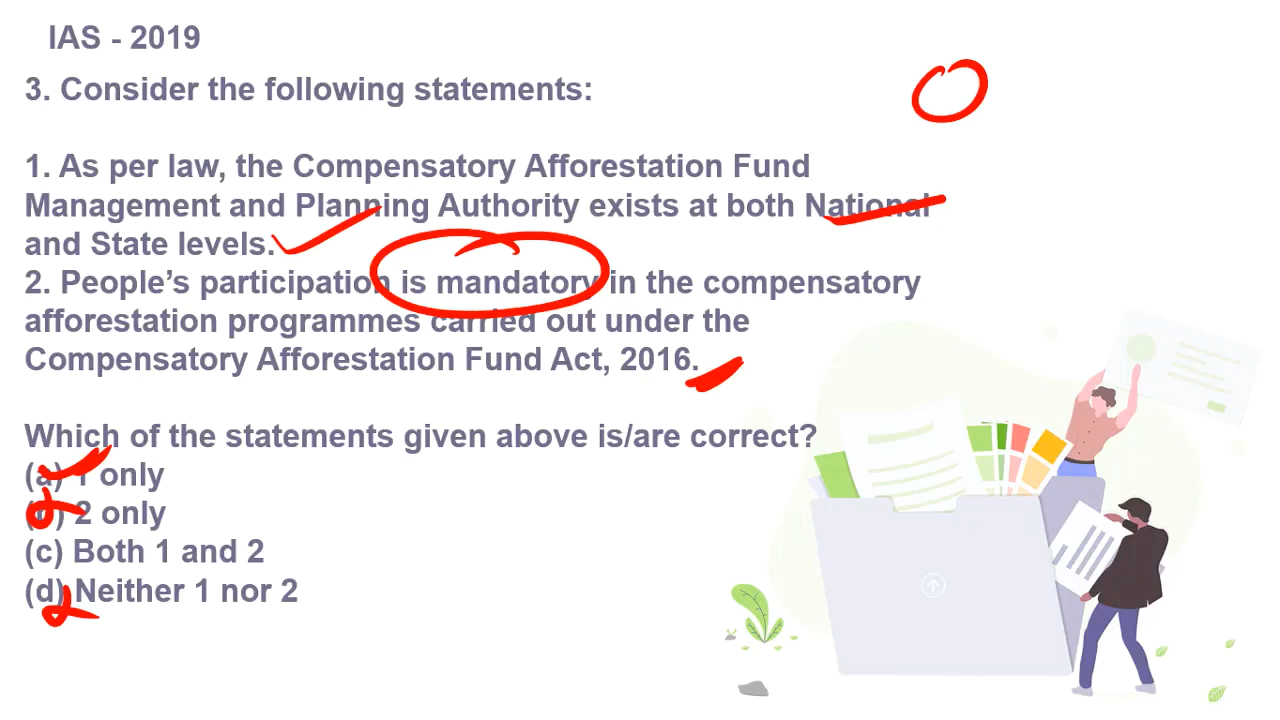 IAS - 2019
3. Consider the following statements:
1. As per law, the Compensatory Afforestation Fund
Management and Planning Authority exists at both National
and State levels.
2. People’s participation is mandatory in the compensatory
afforestation programmes carried out under the
Compensatory Afforestation Fund Act, 2016.
Which of the statements given above is/are correct?
(a) 1 only
(b) 2 only
(c) Both 1 and 2
(d) Neither 1 nor 2